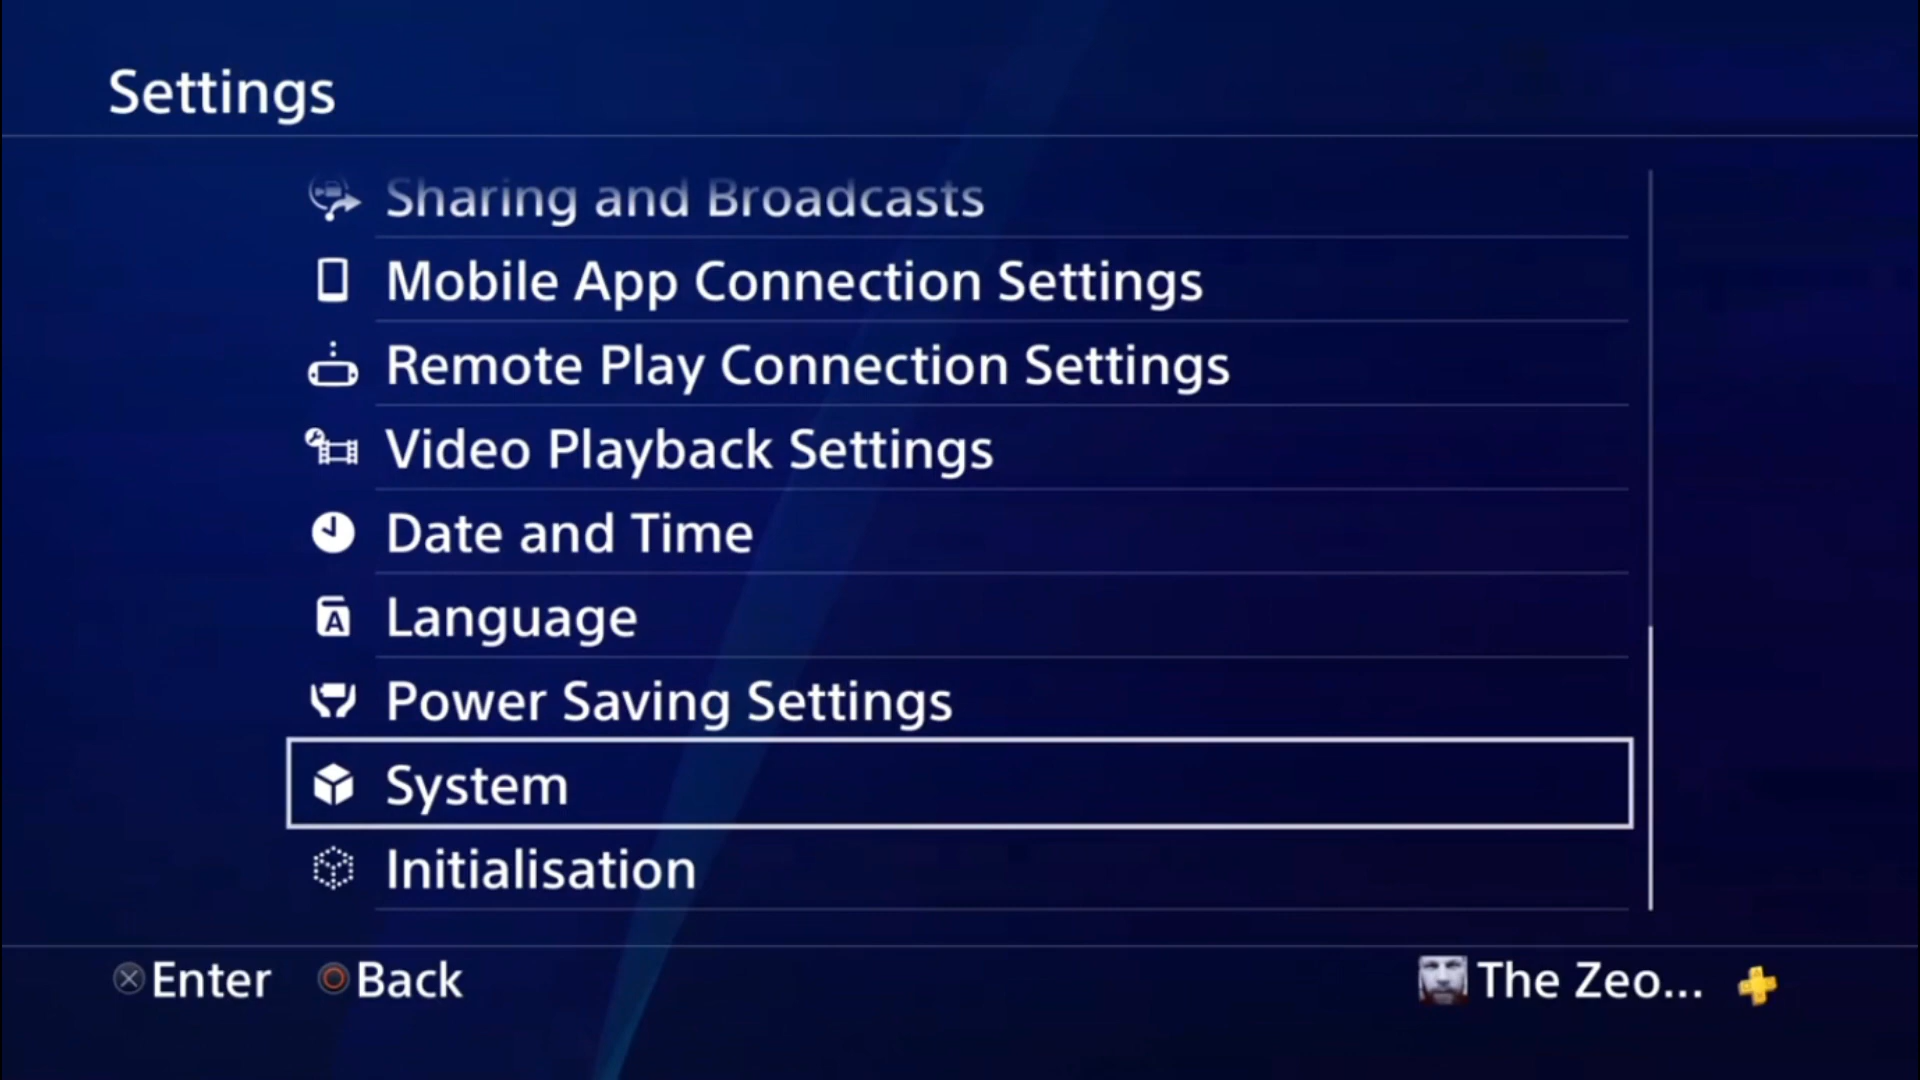 Settings
Sharing and Broadcasts
Mobile App Connection Settings
Remote Play Connection Settings
Video Playback Settings
Date and Time
Language
Power Saving Settings
System
Initialisation
Enter Back The Zeo...